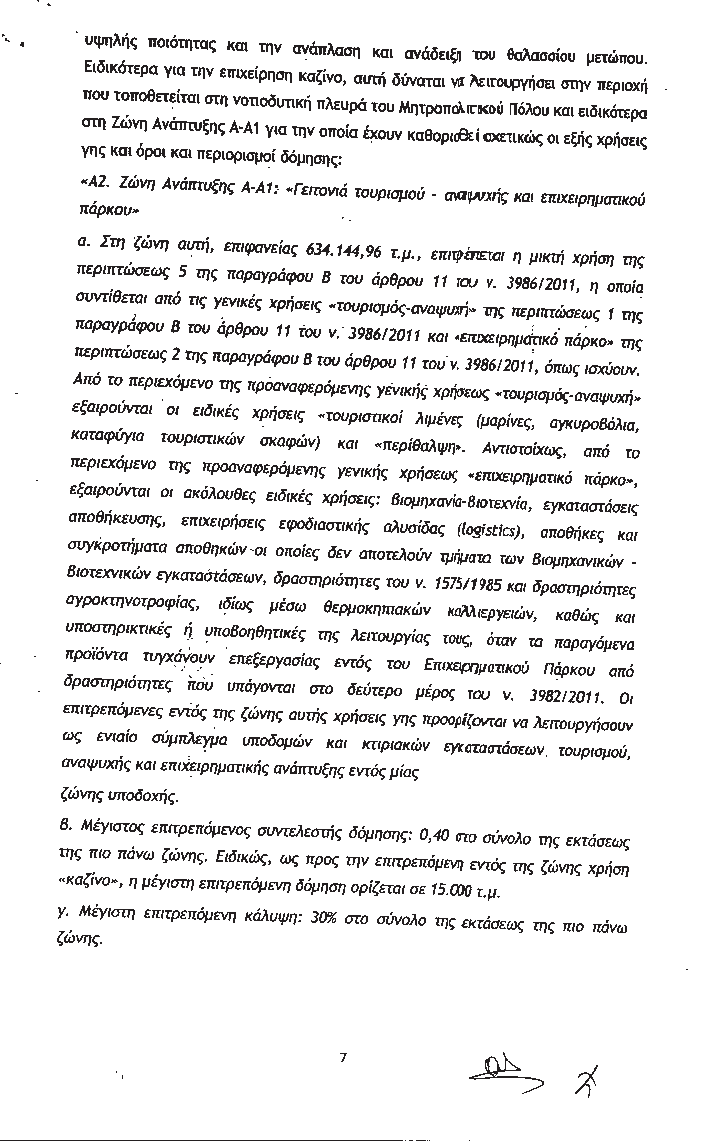 υψηλής ποιότητας και την ανάπλαση και ανάδειξη του θαλασσίου μετώπου.
Ειδικότερα για την επιχείρηση καζίνο, αυτή δύναται να λειτουργήσει στην περιοχή
που τοποθετείται στη νοτιοδυτική πλευρά του Μητροπολιτικού Πόλου και ειδικότερα
στη Ζώνη Ανάπτυξης Α-Α1 για την οποία έχουν καθορισθεί σχετικώς οι εξής χρήσεις
γης και όροι και περιορισμοί δόμησης:
«Α2. Ζώνη Ανάπτυξης Α-Α1: «Γειτονιά τουρισμού - αναψυχής και επιχειρηματικού
πάρκου»
α. Στη ζώνη αυτή, επιφανείας 634.144,96 τ.μ., επιτρέπεται η μικτή χρήση της
περιπτώσεως 5 της παραγράφου Β του άρθρου 11 του ν. 3986/2011, η οποία
συντίθεται από τις γενικές χρήσεις «τουρισμός-αναψυχή» της περιπτώσεως 1 της
παραγράφου Β του άρθρου 11 του ν. 3986/2011 και «επιχειρηματικό πάρκο» της
περιπτώσεως 2 της παραγράφου Β του άρθρου 11 του ν. 3986/2011, όπως ισχύουν.
Από το περιεχόμενο της προαναφερόμενης γενικής χρήσεως «τουρισμός-αναψυχή»
εξαιρούνται οι ειδικές χρήσεις «τουριστικοί λιμένες (μαρίνες, αγκυροβόλια,
καταφύγια τουριστικών σκαφών) και «περίθαλψη». Αντιστοίχως, από το
περιεχόμενο της προαναφερόμενης γενικής χρήσεως «επιχειρηματικό πάρκο»,
εξαιρούνται οι ακόλουθες ειδικές χρήσεις: Βιομηχανία-Βιοτεχνία, εγκαταστάσεις
αποθήκευσης, επιχειρήσεις εφοδιαστικής αλυσίδας (logistics), αποθήκες και
συγκροτήματα αποθηκών οι οποίες δεν αποτελούν τμήματα των Βιομηχανικών -
Βιοτεχνικών εγκαταστάσεων, δραστηριότητες του ν. 1575/1985 και δραστηριότητες
αγροκτηνοτροφίας, ιδίως μέσω θερμοκηπιακών καλλιεργειών, καθώς και
υποστηρικτικές ή υποβοηθητικές της λειτουργίας τους, όταν τα παραγόμενα
προϊόντα τυγχάνουν επεξεργασίας εντός του Επιχειρηματικού Πάρκου από
δραστηριότητες που υπάγονται στο δεύτερο μέρος του ν. 3982/2011. Οι
επιτρεπόμενες εντός της ζώνης αυτής χρήσεις γης προορίζονται να λειτουργήσουν
ως ενιαίο σύμπλεγμα υποδομών και κτιριακών εγκαταστάσεων, τουρισμού,
αναψυχής και επιχειρηματικής ανάπτυξης εντός μίας
ζώνης υποδοχής.
β. Μέγιστος επιτρεπόμενος συντελεστής δόμησης: 0,40 στο σύνολο της εκτάσεως
της πιο πάνω ζώνης. Ειδικώς, ως προς την επιτρεπόμενη εντός της ζώνης χρήση
«καζίνο», η μέγιστη επιτρεπόμενη δόμηση ορίζεται σε 15.000 τ.μ.
γ. Μέγιστη επιτρεπόμενη κάλυψη: 30% στο σύνολο της εκτάσεως της πιο πάνω
ζώνης.
7